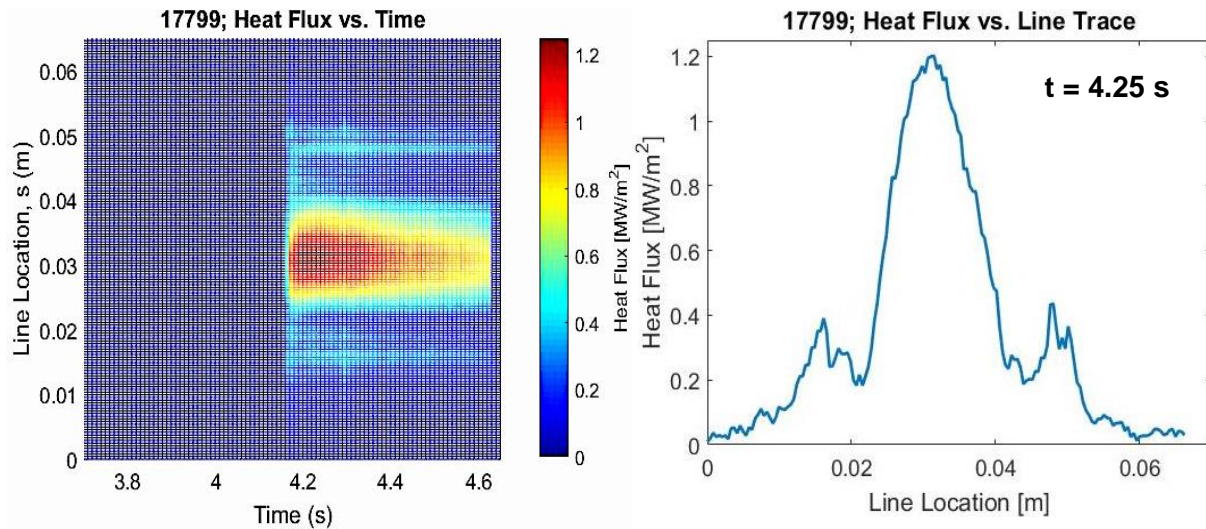 17799; Heat Flux vs. Time
Line Location, s (m)
0.06
0.05
0.04
0.03
0.02
0.01
0
3.8 4 4.2 4.4 4.6
Time (s)
1.2
1
0.8
0.6
0.4
0.2
0
Heat Flux [MW/m²]
17799; Heat Flux vs. Line Trace
t = 4.25 s
Heat Flux [MW/m²]
1.2
1
0.8
0.6
0.4
0.2
0
0 0.02 0.04 0.06
Line Location [m]